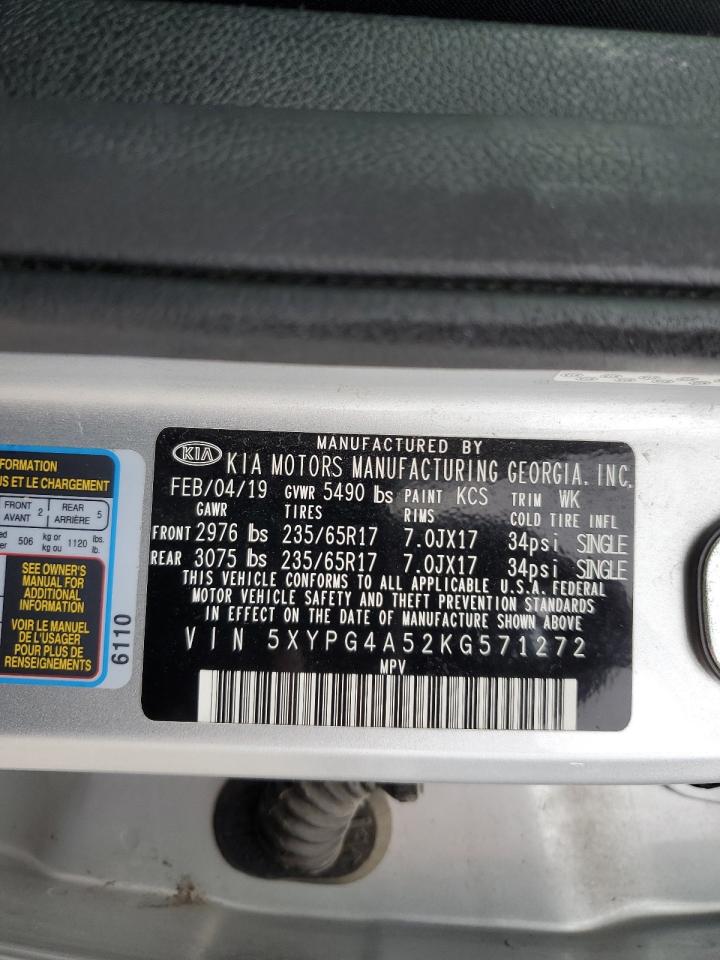 MANUFACTURED BY
KIA KIA MOTORS MANUFACTURING GEORGIA. INC.
FEB/04/19 GVWR 5490 lbs PAINT KCS TRIM WK
GAWR TIRES RIMS COLD TIRE INFL
FRONT 2976 lbs 235/65R17 7.0JX17 34psi SINGLE
REAR 3075 lbs 235/65R17 7.0JX17 34psi SINGLE
THIS VEHICLE CONFORMS TO ALL APPLICABLE U.S.A. FEDERAL
MOTOR VEHICLE SAFETY AND THEFT PREVENTION STANDARDS
IN EFFECT ON THE DATE OF MANUFACTURE SHOWN ABOVE.
VIN 5XYPG4A52KG571272
MPV
US ET LE CHARGEMENT
FRONT AVANT 2 REAR ARRIÈRE 5
506 kg or kg ou 1120 lbs. lb.
SEE OWNER'S
MANUAL FOR
ADDITIONAL
INFORMATION
VOIR LE MANUEL
DE L'USAGER
POUR PLUS DE
RENSEIGNEMENTS
6110